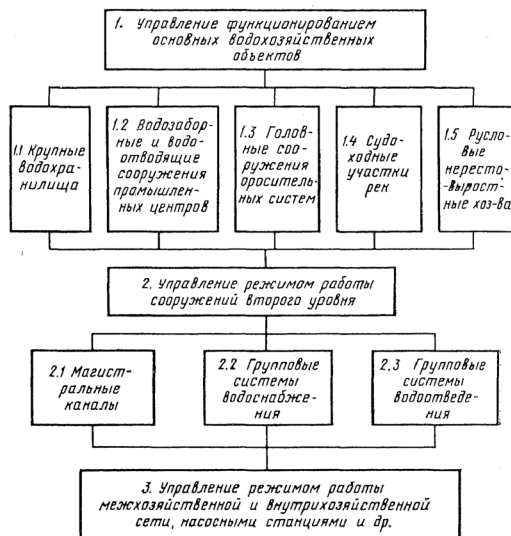 1. Управление функционированием
основных водохозяйственных
объектов
1.1 Крупные
водохра-
нилища
1.2 Водозабор-
ные и водо-
отводящие
сооружения
прамышлен-
ных центров
1.3 Голов-
ные соо-
ружения
ороситель-
ных систем
1.4 Судо-
ходные
участки
рек
1.5 Русло-
вые
нересто-
-вырост-
ные хоз-ва
2. Управление режимом работы
сооружений второго уровня
2.1 Магист-
ральные
каналы
2.2 Групповые
системы
водоснабже-
ния
2.3 Групповые
системы
водоотведе-
ния
3. Управление режимом работы
межхозяйственной и внутрихозяйственной
сети, насосными станциями и др.